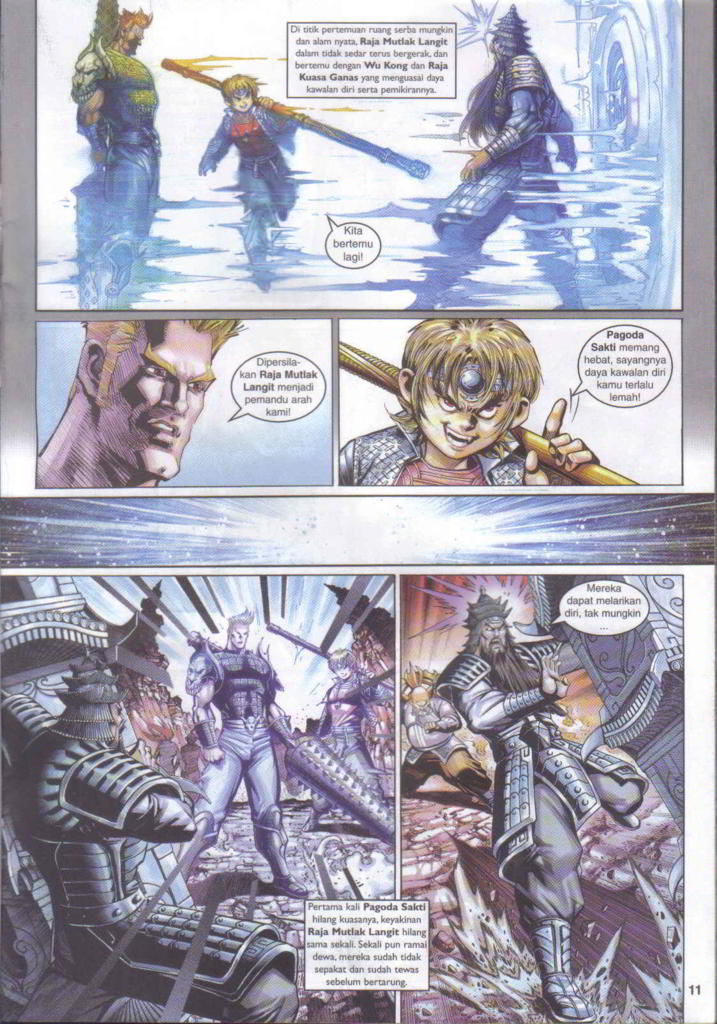 Di titik pertemuan ruang serba mungkin
dan alam nyata, Raja Mutlak Langit
dalam tidak sedar terus bergerak, dan
bertemu dengan Wu Kong dan Raja
Kuasa Ganas yang menguasai daya
kawalan diri serta pemikirannya.
Kita
bertemu
lagi!
Dipersila-
kan Raja Mutlak
Langit menjadi
pemandu arah
kami!
Pagoda
Sakti memang
hebat, sayangnya
daya kawalan diri
kamu terlalu
lemah!
Mereka
dapat melarikan
diri, tak mungkin
...
Pertama kali Pagoda Sakti
hilang kuasanya, keyakinan
Raja Mutlak Langit hilang
sama sekali. Sekali pun ramai
dewa, mereka sudah tidak
sepakat dan sudah tewas
sebelum bertarung.
11